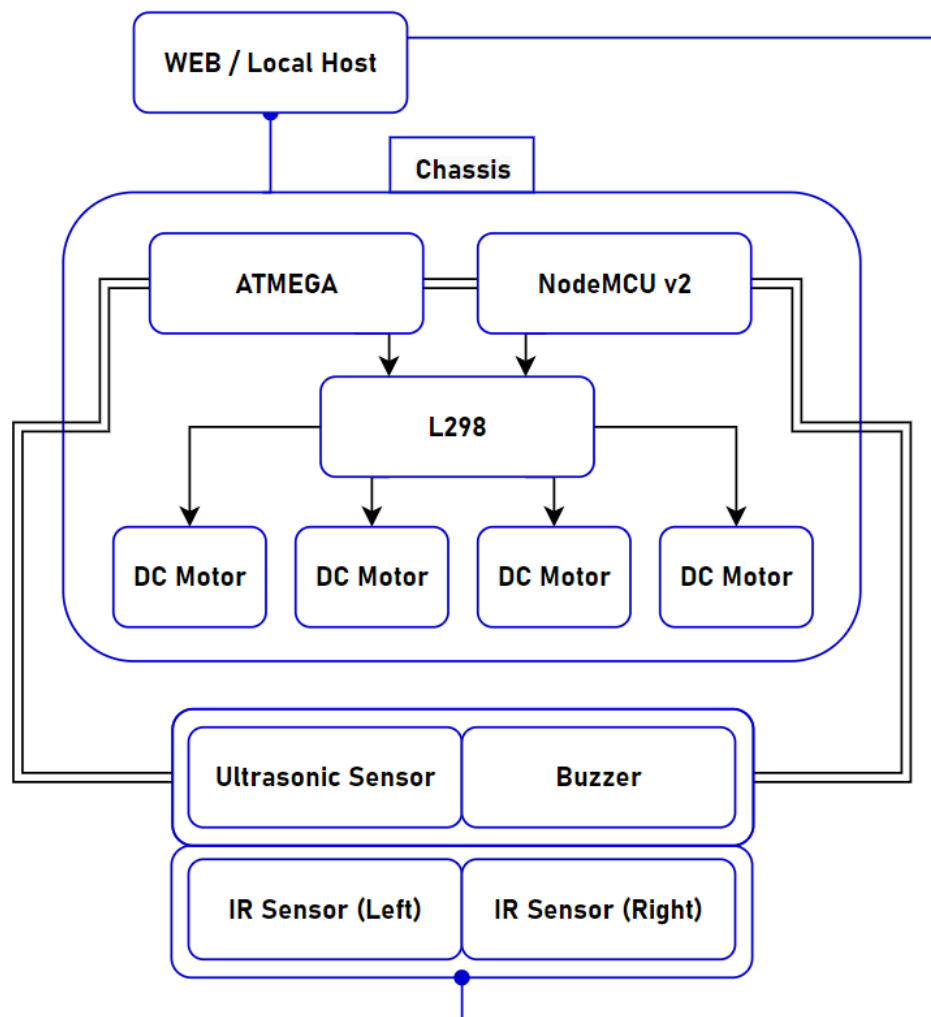 WEB / Local Host
Chassis
ATMEGA
NodeMCU v2
L298
DC Motor
DC Motor
DC Motor
DC Motor
Ultrasonic Sensor
Buzzer
IR Sensor (Left)
IR Sensor (Right)